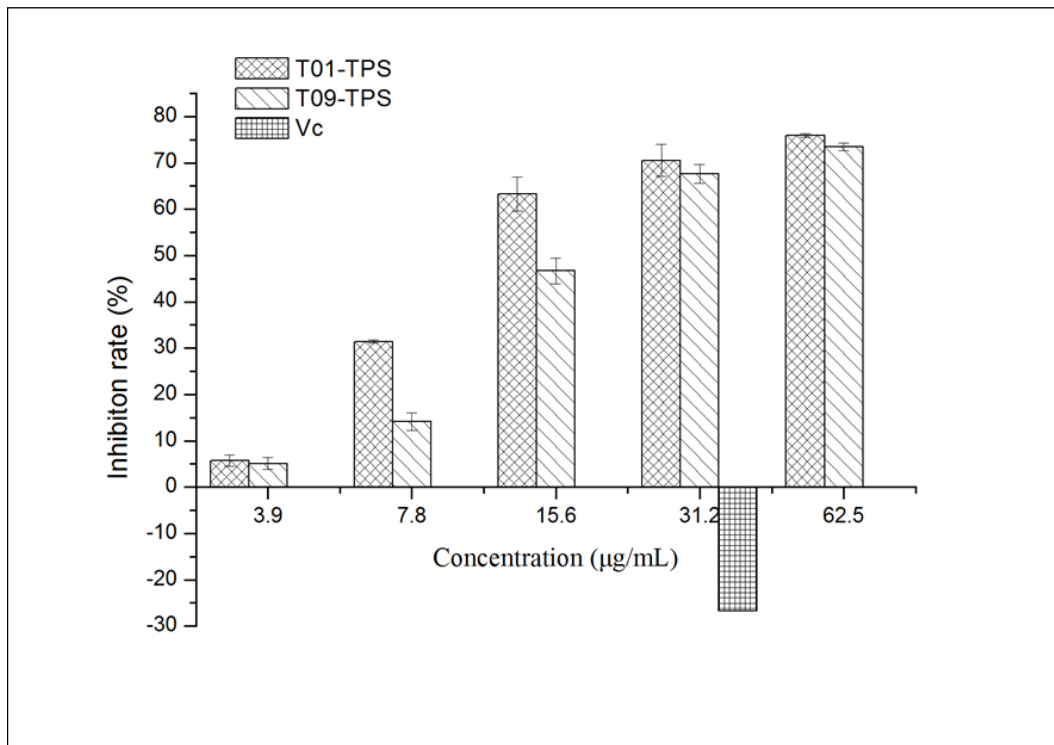 T01-TPS
T09-TPS
Vc
80
70
60
50
40
30
20
10
0
-10
-20
-30
Inhibiton rate (%)
3.9 7.8 15.6 31.2 62.5
Concentration (μg/mL)